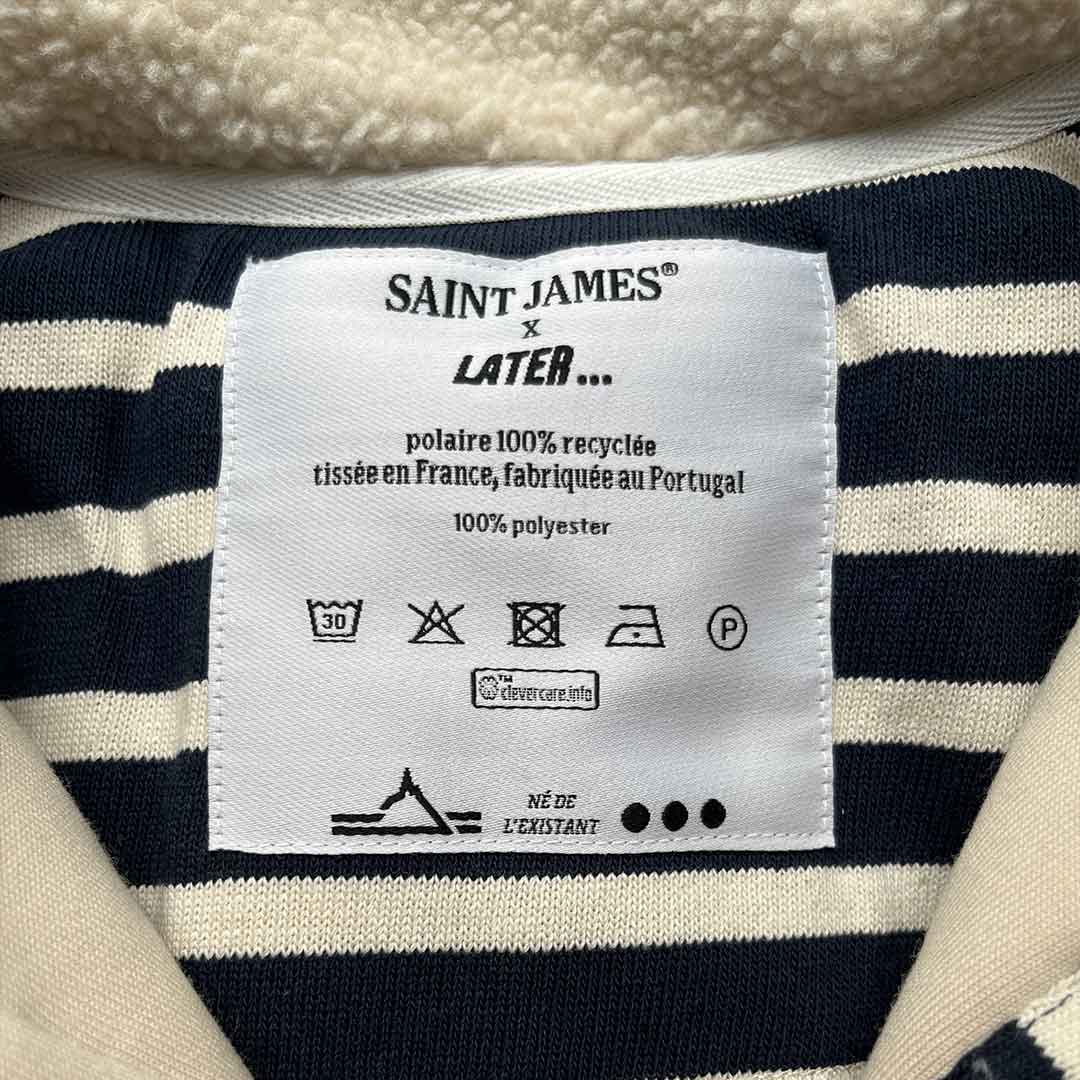 SAINT JAMES®
X
LATER...
polaire 100% recyclée
tissée en France, fabriquée au Portugal
100% polyester
30 P
™ clevercare.info
NÉ DE
L'EXISTANT